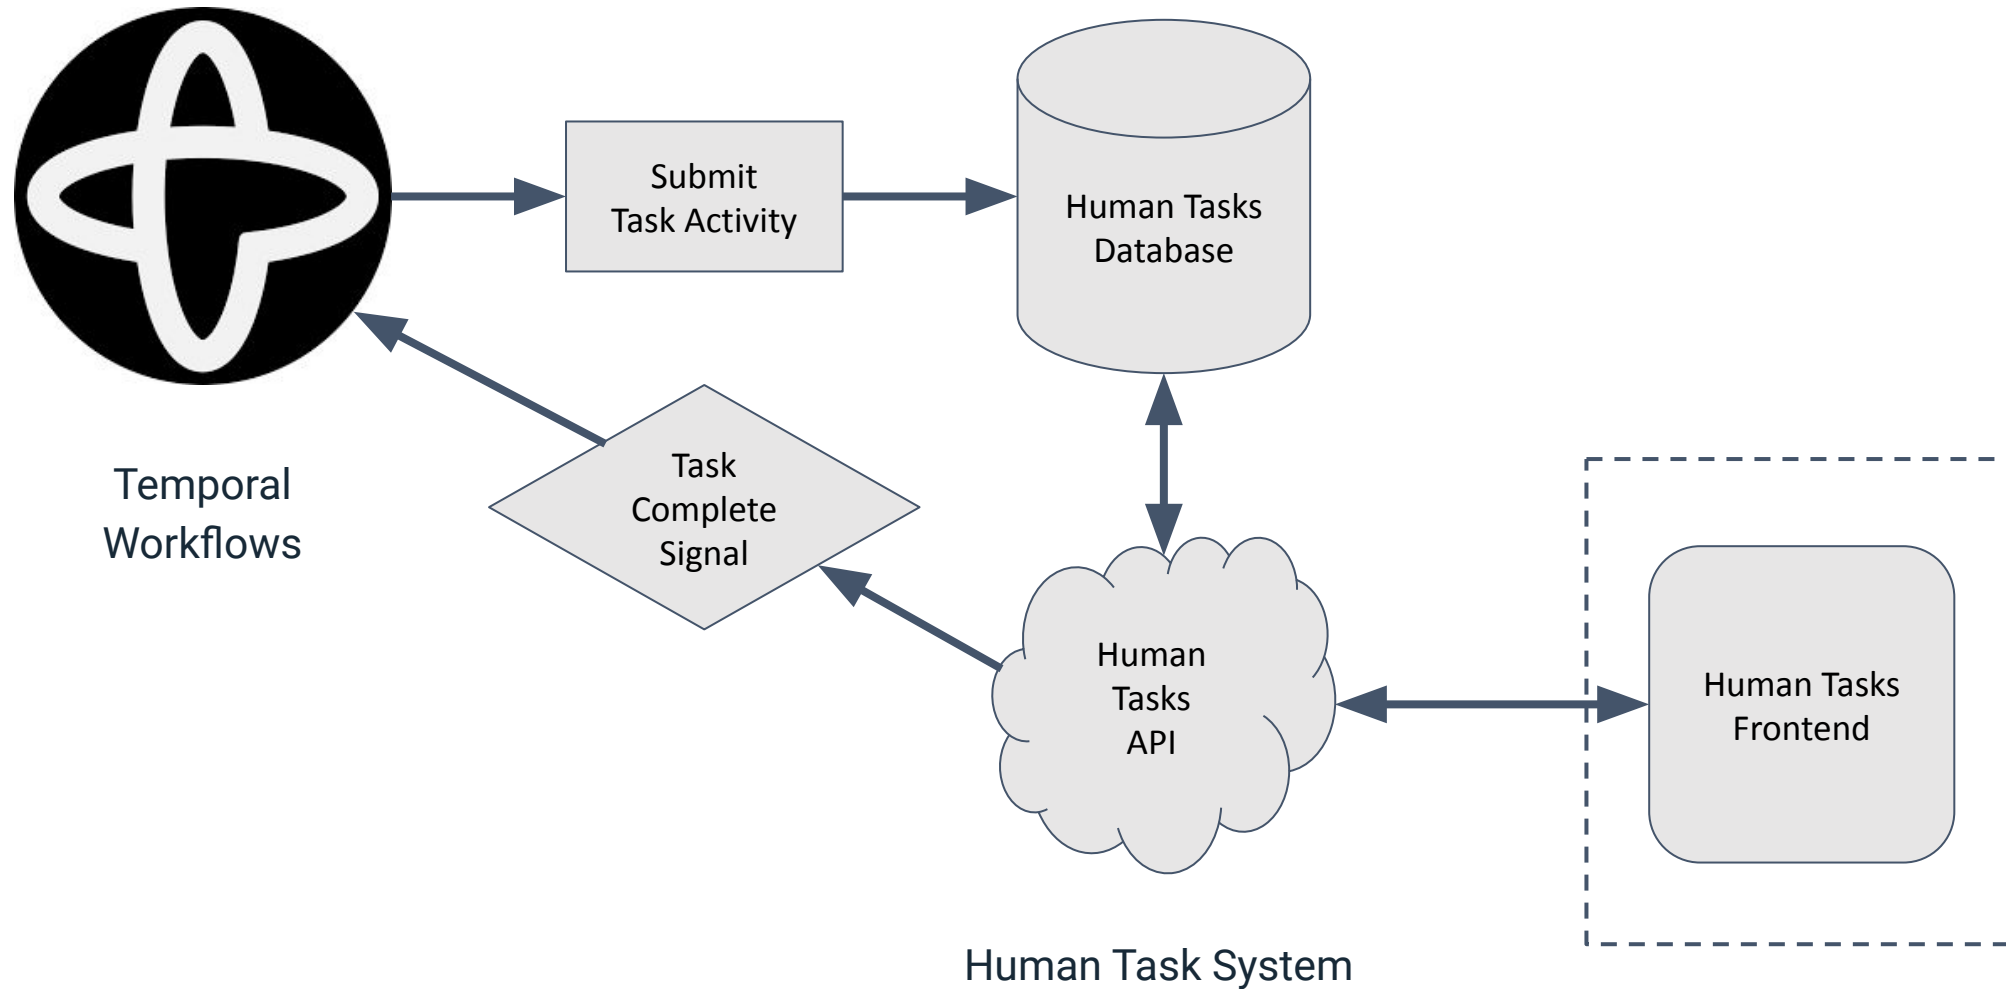 Submit
Task Activity
Human Tasks
Database
Temporal
Workflows
Task
Complete
Signal
Human
Tasks
API
Human Tasks
Frontend
Human Task System